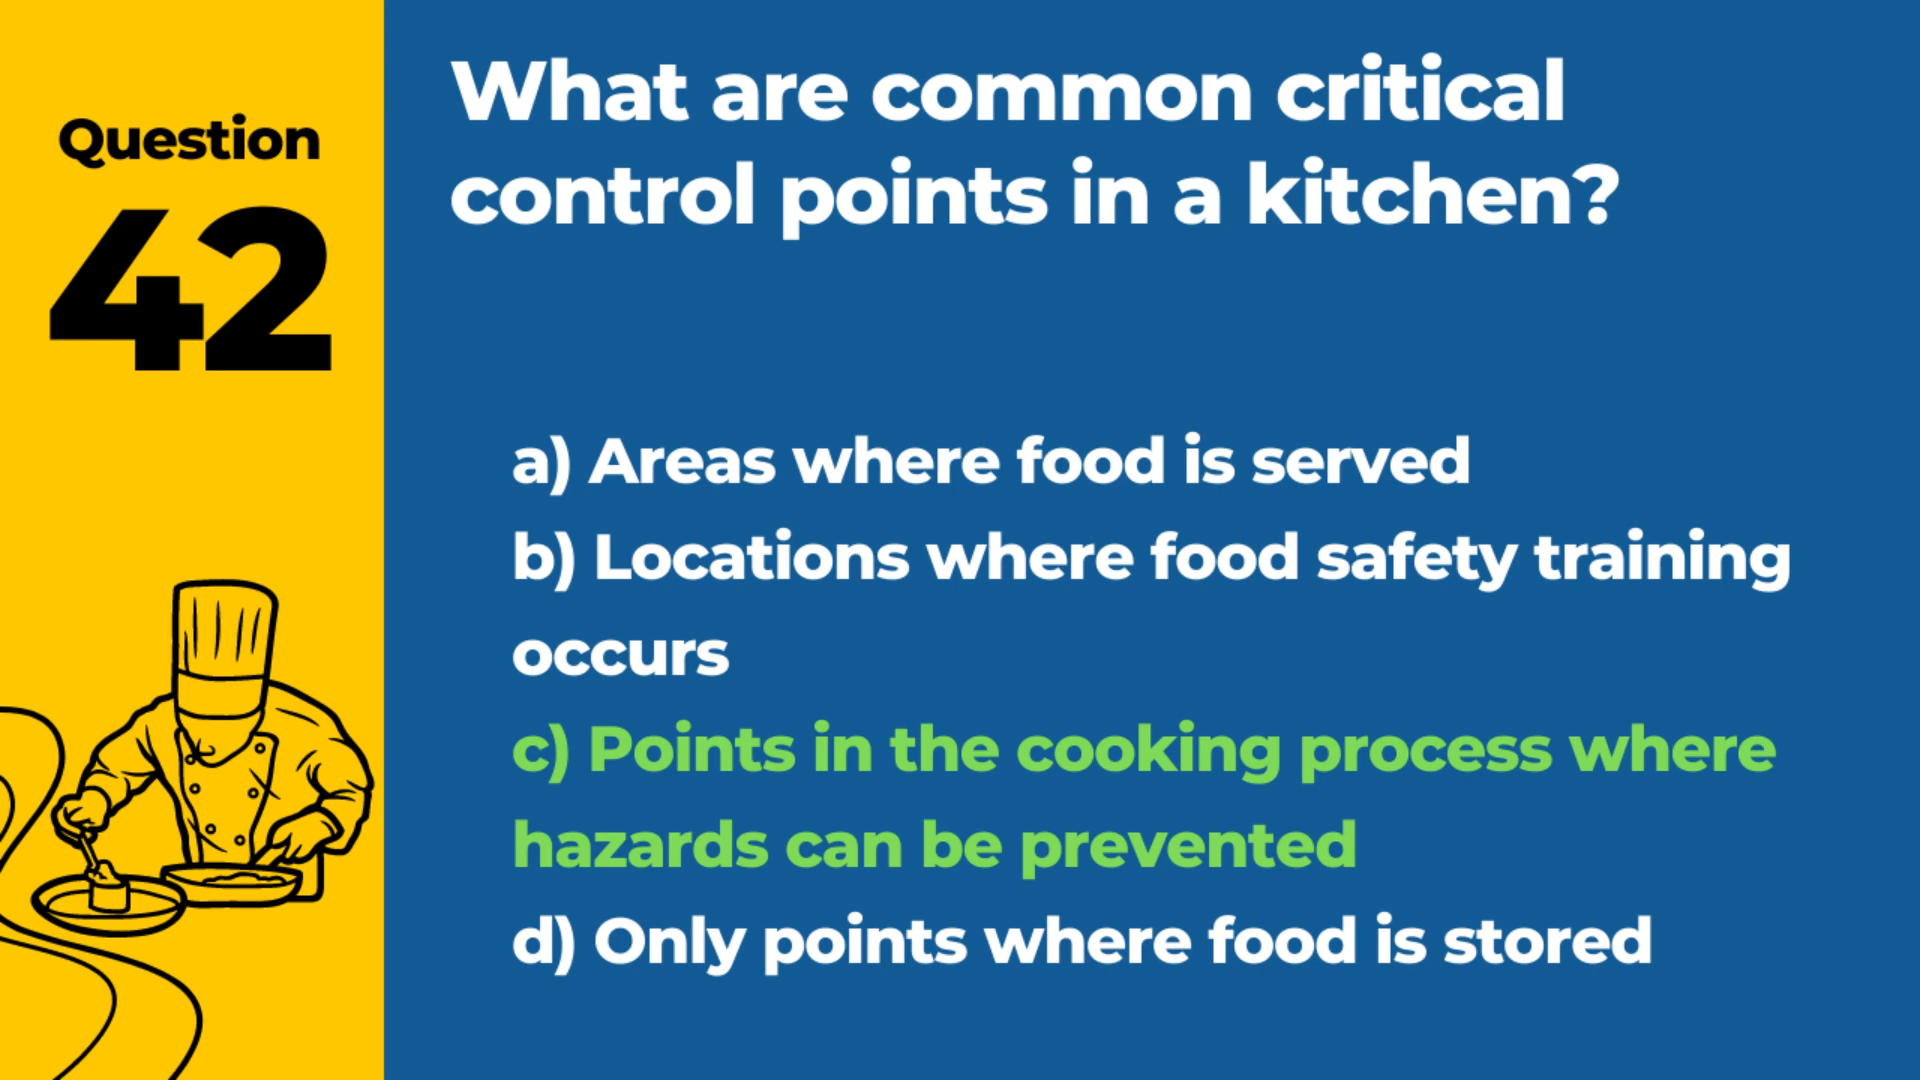 Question
42
What are common critical
control points in a kitchen?
a) Areas where food is served
b) Locations where food safety training
occurs
c) Points in the cooking process where
hazards can be prevented
d) Only points where food is stored